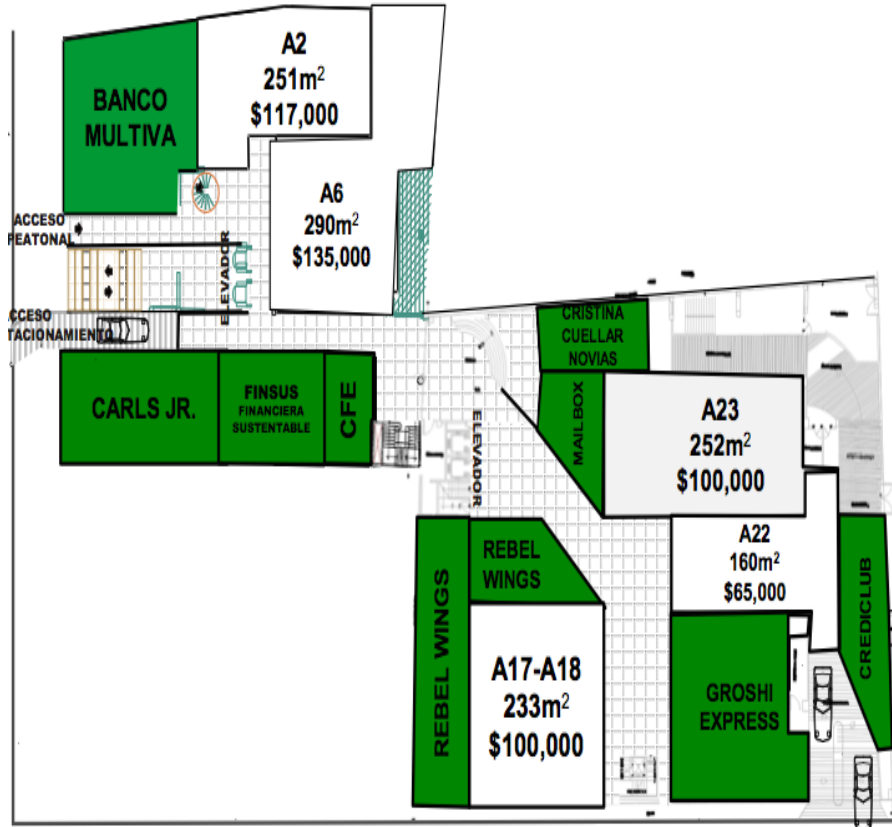 A2
251m²
$117,000
BANCO
MULTIVA
A6
290m²
$135,000
ACCESO
PEATONAL
ELEVADOR
CCESO
TACIONAMIENTO
CRISTINA
CUELLAR
NOVIAS
CARLS JR.
FINSUS
FINANCIERA
SUSTENTABLE
CFE
MAILBOX
A23
252m²
$100,000
ELEVADOR
A22
160m²
$65,000
REBEL
WINGS
REBEL WINGS
CREDICLUB
A17-A18
233m²
$100,000
GROSHI
EXPRESS